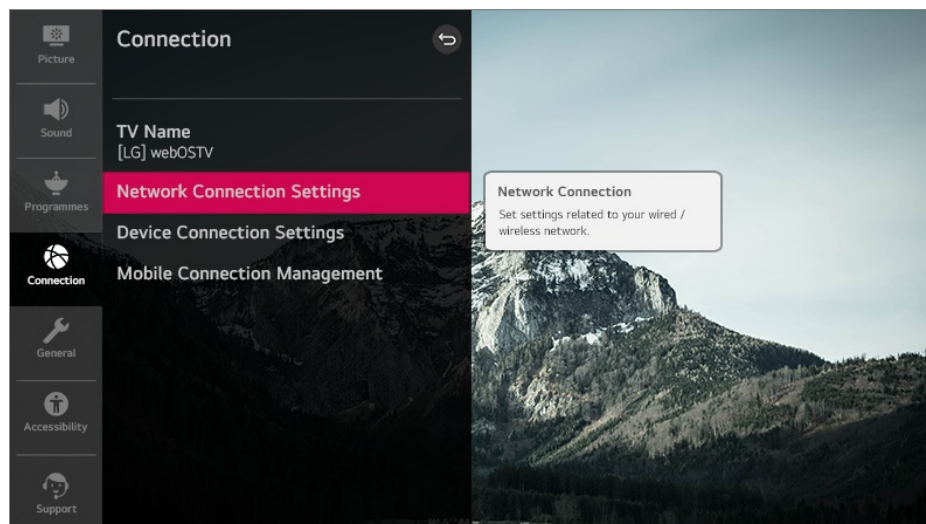 Picture
Sound
Programmes
Connection
General
Accessibility
Support
Connection
TV Name
[LG] webOSTV
Network Connection Settings
Device Connection Settings
Mobile Connection Management
Network Connection
Set settings related to your wired /
wireless network.